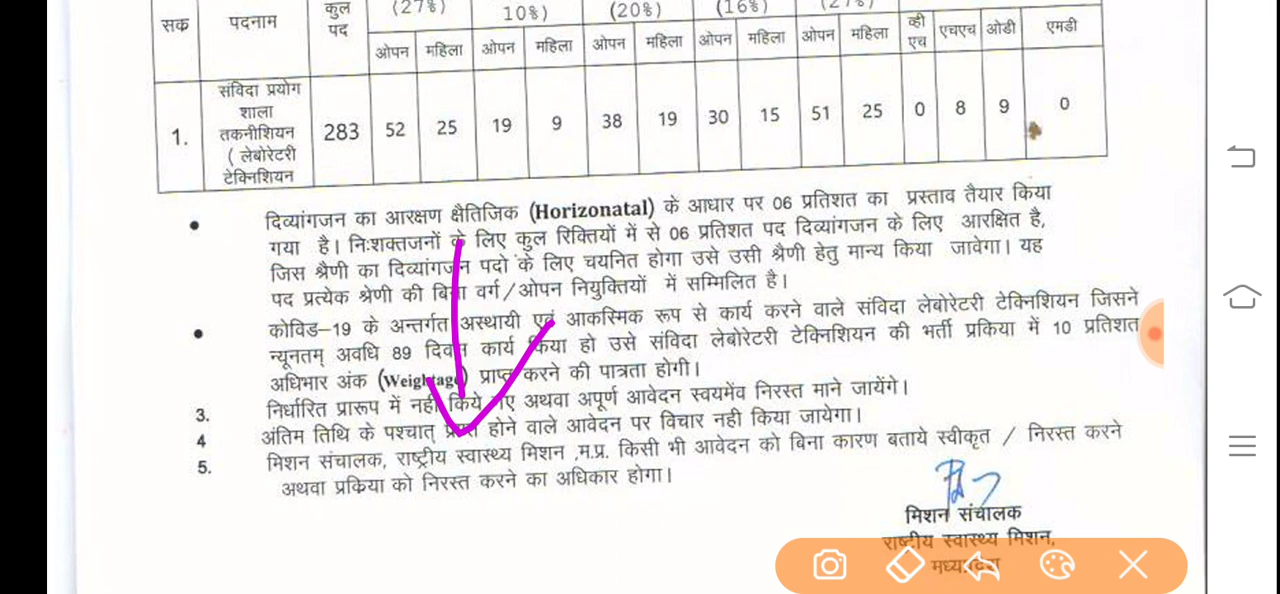 (27%) 10%) (20%) (16%) (27%)
सक पदनाम कुल पद ओपन महिला ओपन महिला ओपन महिला ओपन महिला ओपन महिला व्ही एच एचएच ओडी एमडी
संविदा प्रयोग
शाला
1. तकनीशियन 283 52 25 19 9 38 19 30 15 51 25 0 8 9 0
( लेबोरेटरी
टेक्निशियन
• दिव्यांगजन का आरक्षण क्षैतिजिक (Horizonatal) के आधार पर 06 प्रतिशत का प्रस्ताव तैयार किया
गया है। निःशक्तजनों के लिए कुल रिक्तियों में से 06 प्रतिशत पद दिव्यांगजन के लिए आरक्षित है,
जिस श्रैणी का दिव्यांगजन पदो के लिए चयनित होगा उसे उसी श्रैणी हेतु मान्य किया जावेगा। यह
पद प्रत्येक श्रेणी की बिना वर्ग/ओपन नियुक्तियों में सम्मिलित है।
• कोविड–19 के अन्तर्गत अस्थायी एवं आकस्मिक रूप से कार्य करने वाले संविदा लेबोरेटरी टेक्निशियन जिसने
न्यूनतम् अवधि 89 दिवस कार्य किया हो उसे संविदा लेबोरेटरी टेक्निशियन की भर्ती प्रकिया में 10 प्रतिशत
अधिभार अंक (Weightage) प्राप्त करने की पात्रता होगी।
3. निर्धारित प्रारूप में नही किये गए अथवा अपूर्ण आवेदन स्वयमेंव निरस्त माने जायेंगे।
4 अंतिम तिथि के पश्चात् प्राप्त होने वाले आवेदन पर विचार नही किया जायेगा।
5. मिशन संचालक, राष्ट्रीय स्वास्थ्य मिशन ,म.प्र. किसी भी आवेदन को बिना कारण बताये स्वीकृत / निरस्त करने
अथवा प्रक्रिया को निरस्त करने का अधिकार होगा।
मिशन संचालक
राष्ट्रीय स्वास्थ्य मिशन,
मध्यप्रदेश